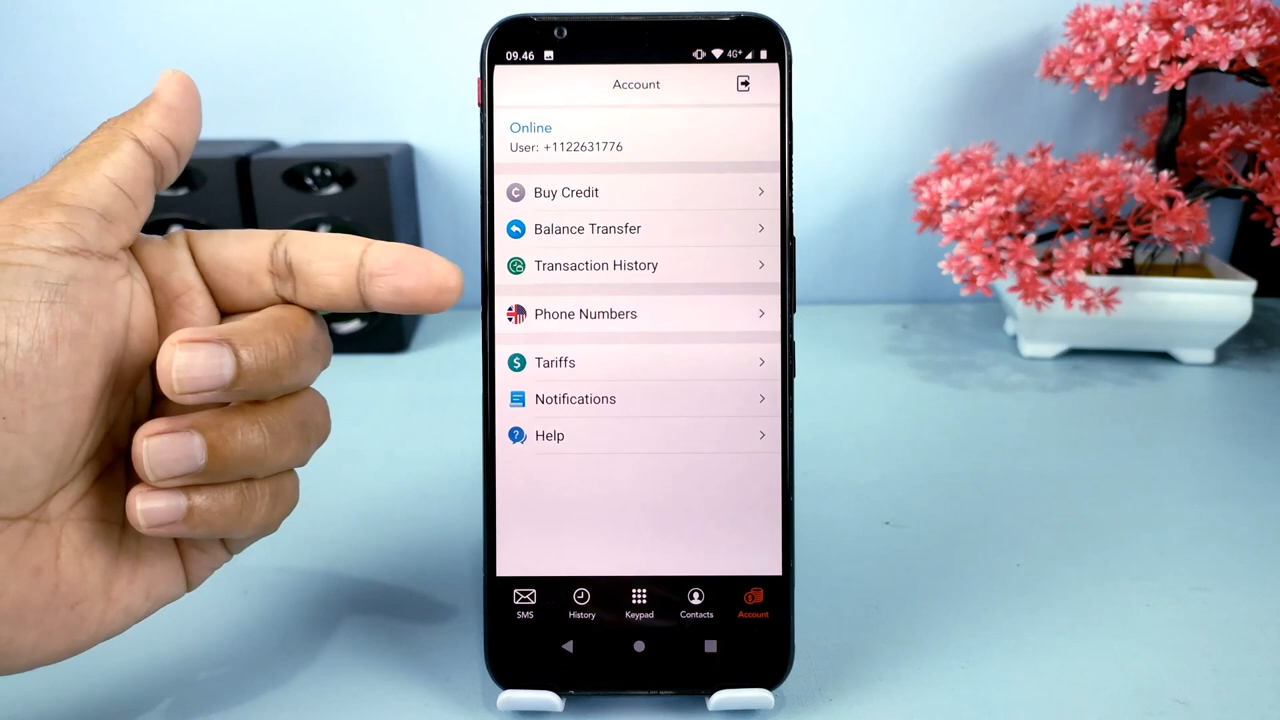 09.46
4G+
Account
Online
User: +1122631776
Buy Credit
Balance Transfer
Transaction History
Phone Numbers
Tariffs
Notifications
Help
SMS
History
Keypad
Contacts
Account